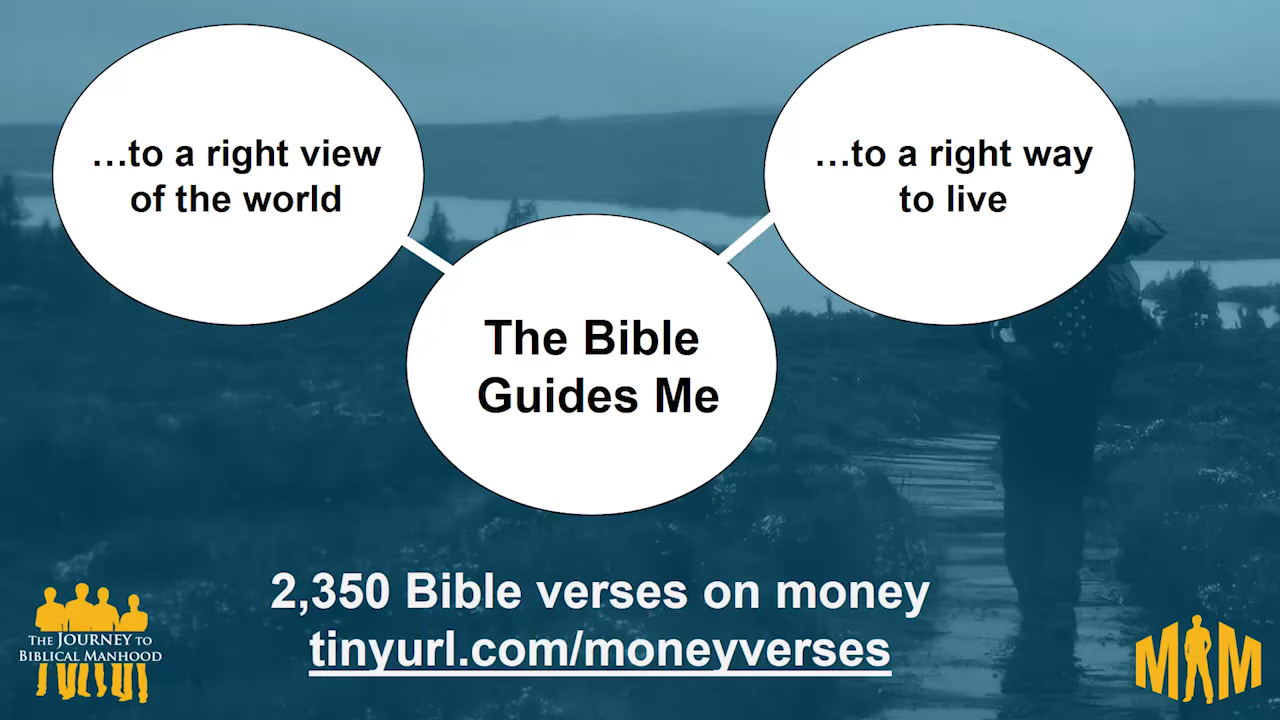 …to a right view
of the world
…to a right way
to live
The Bible
Guides Me
2,350 Bible verses on money
tinyurl.com/moneyverses
THE JOURNEY TO
BIBLICAL MANHOOD
MM